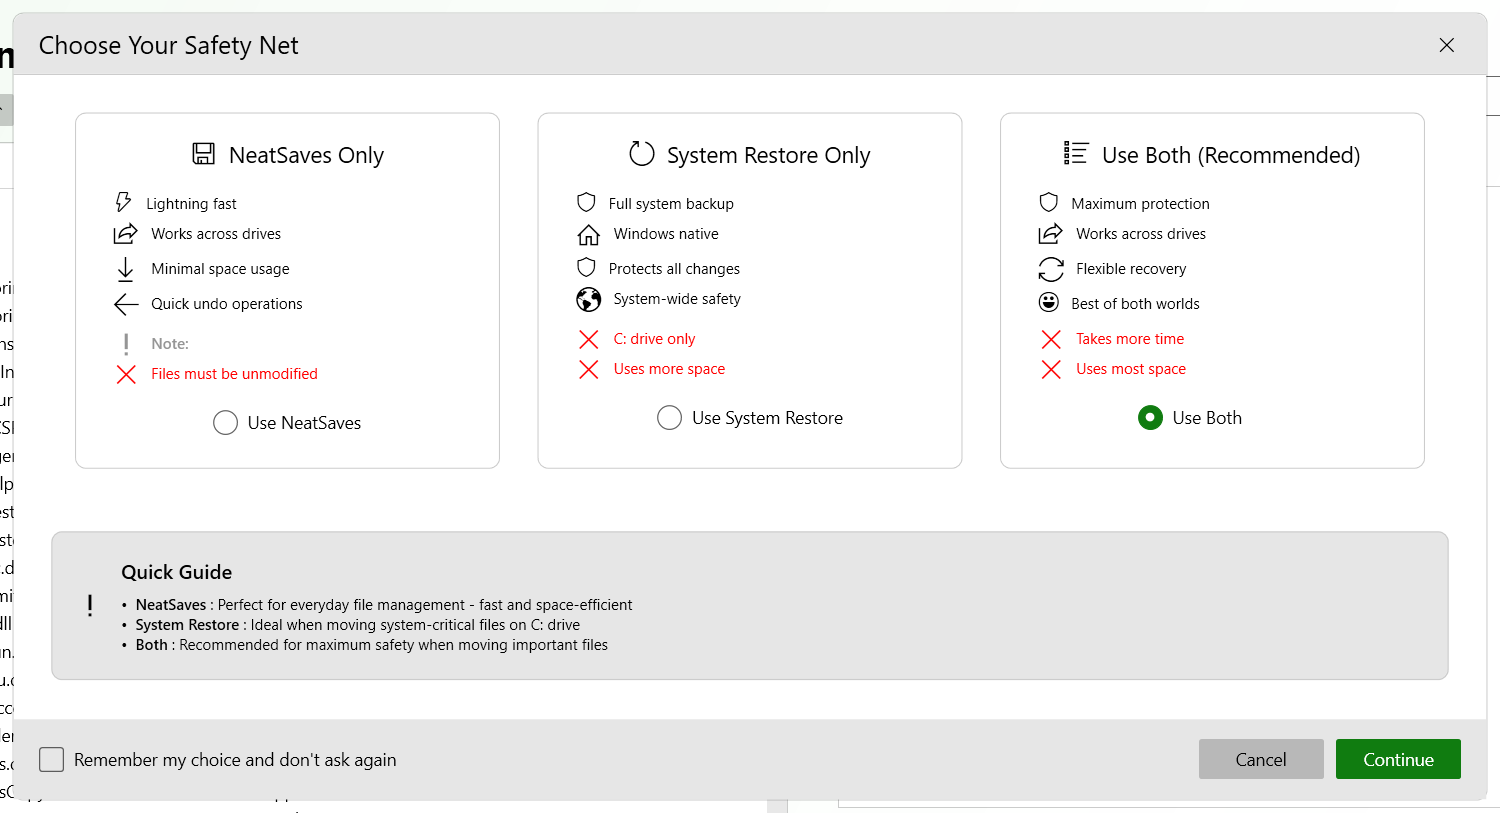 Choose Your Safety Net
NeatSaves Only
Lightning fast
Works across drives
Minimal space usage
Quick undo operations
Note:
Files must be unmodified
Use NeatSaves
System Restore Only
Full system backup
Windows native
Protects all changes
System-wide safety
C: drive only
Uses more space
Use System Restore
Use Both (Recommended)
Maximum protection
Works across drives
Flexible recovery
Best of both worlds
Takes more time
Uses most space
Use Both
Quick Guide
• NeatSaves : Perfect for everyday file management - fast and space-efficient
• System Restore : Ideal when moving system-critical files on C: drive
• Both : Recommended for maximum safety when moving important files
Remember my choice and don't ask again
Cancel
Continue